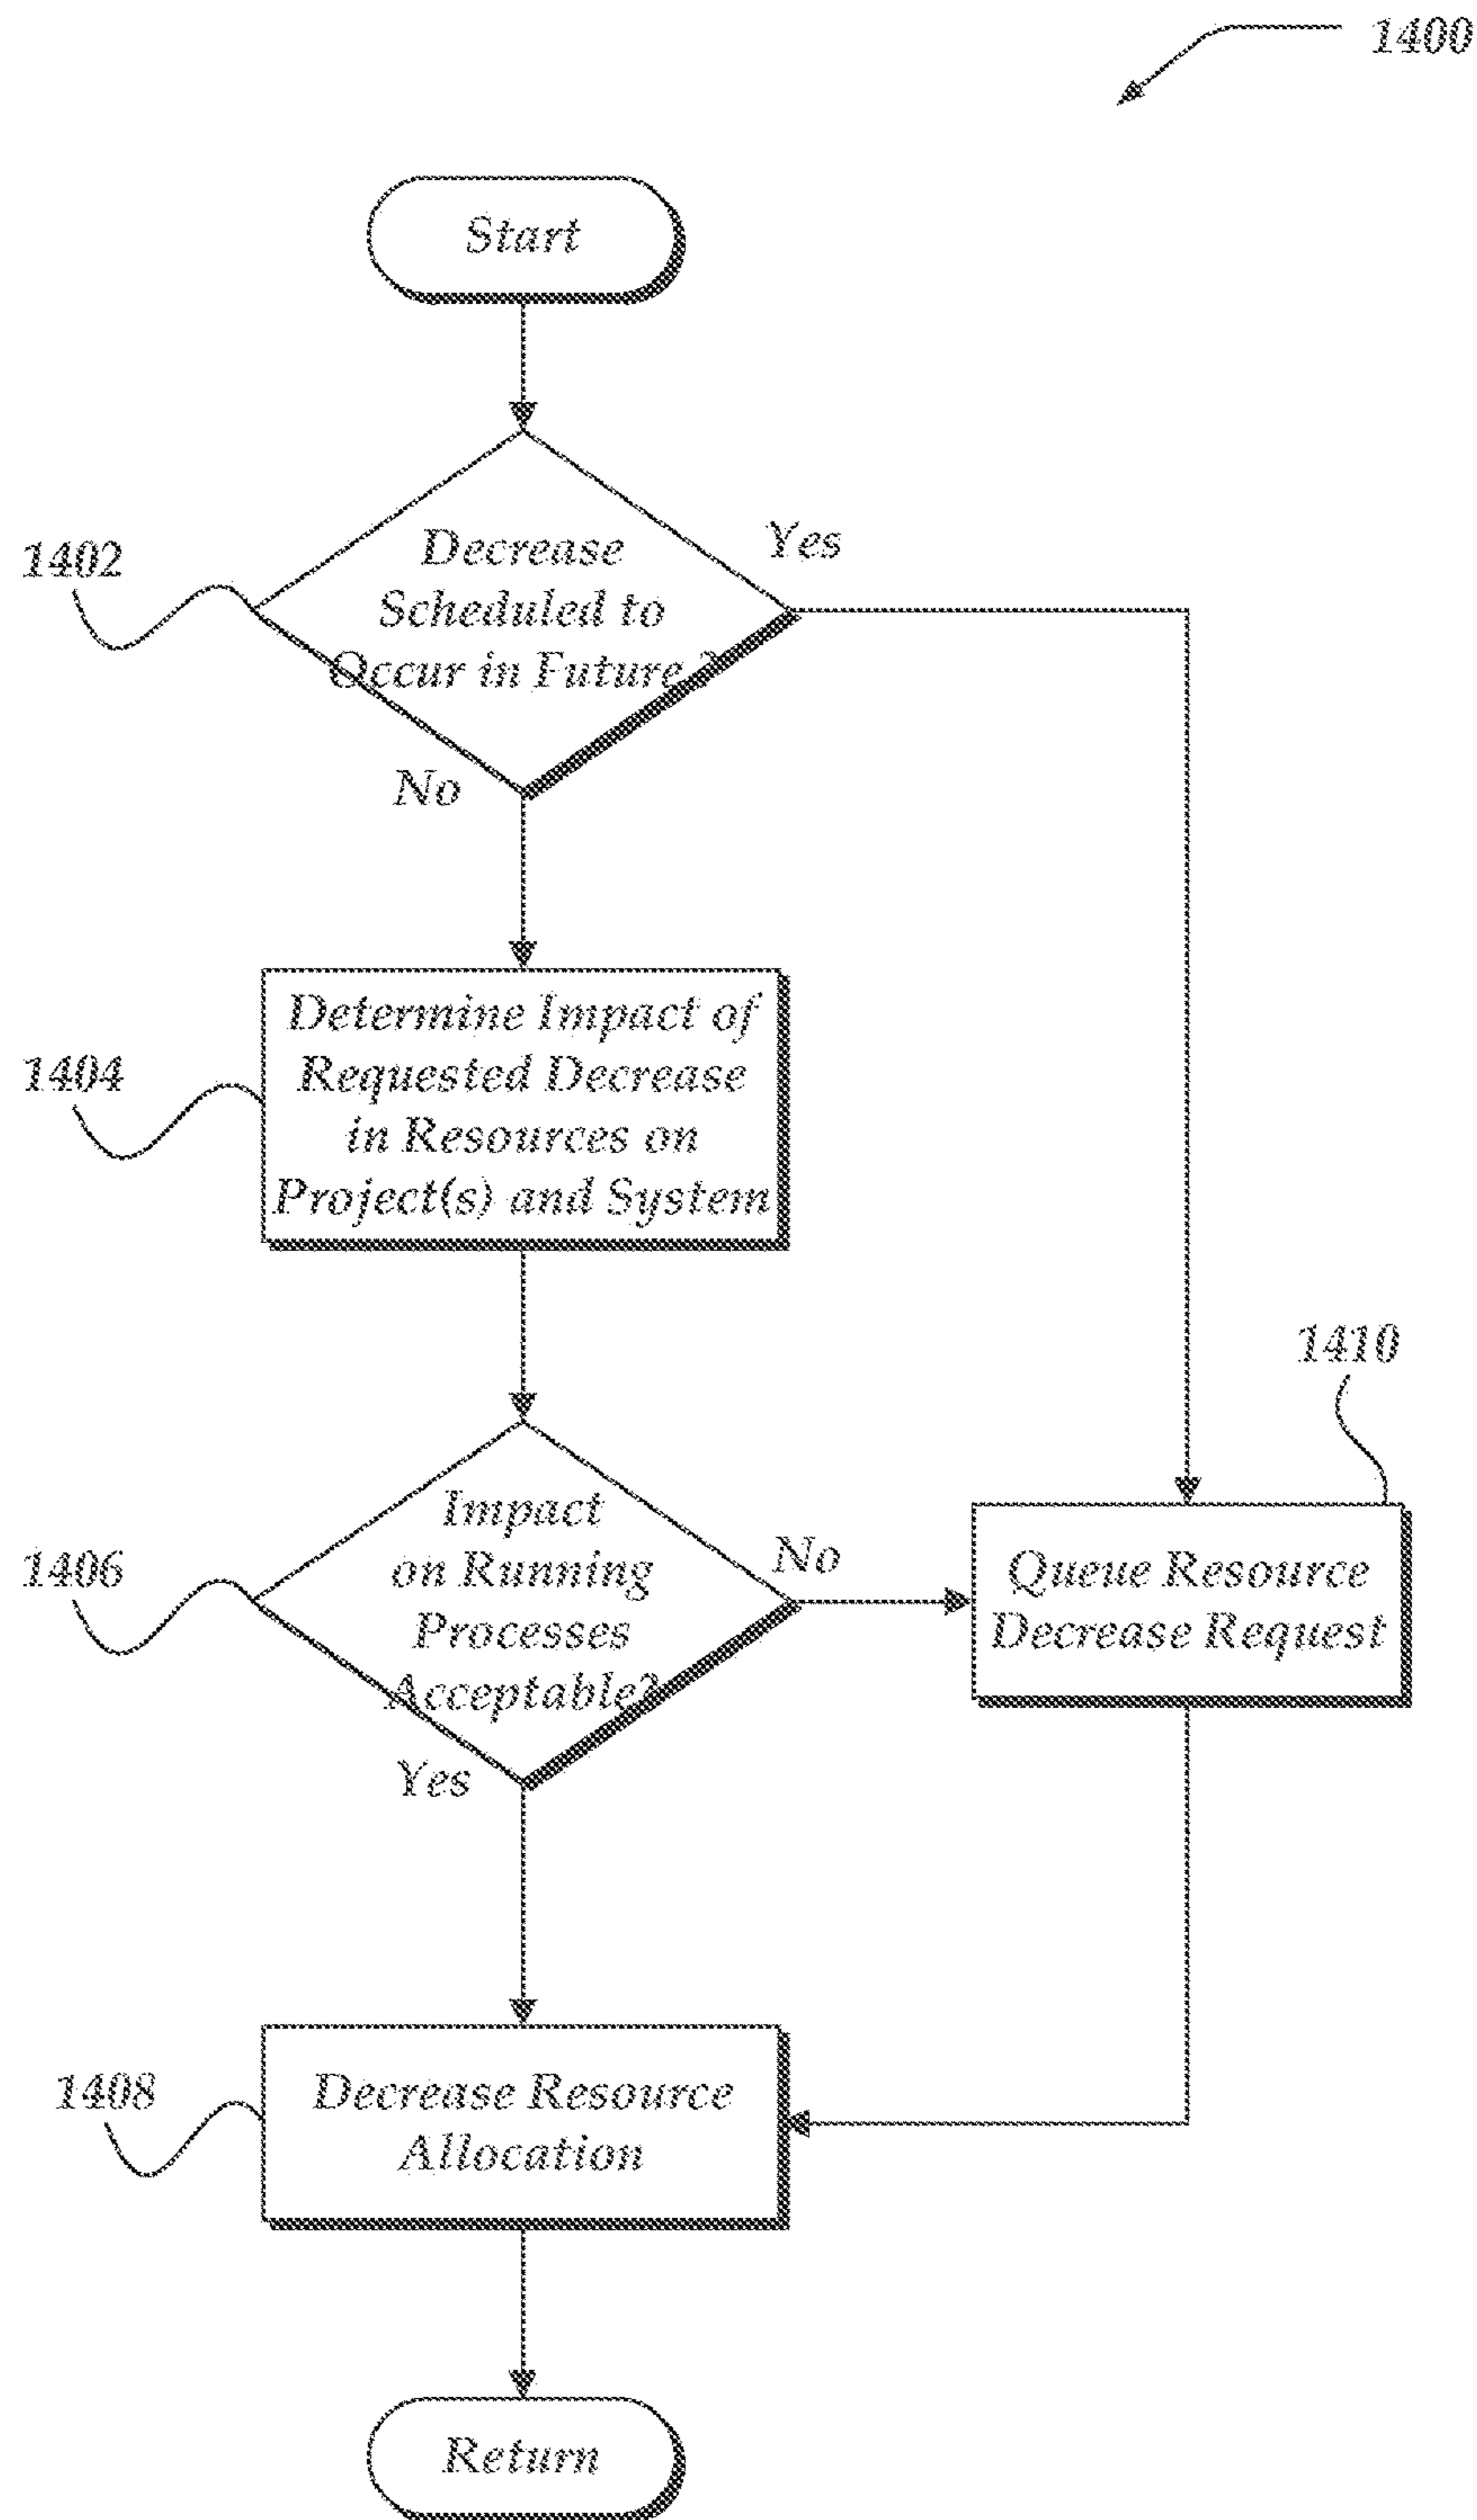 1400
Start
1402
Decrease
Scheduled to
Occur in Future ?
Yes
No
1404
Determine Impact of
Requested Decrease
in Resources on
Project(s) and System
1410
1406
Impact
on Running
Processes
Acceptable?
No
Yes
Queue Resource
Decrease Request
1408
Decrease Resource
Allocation
Return